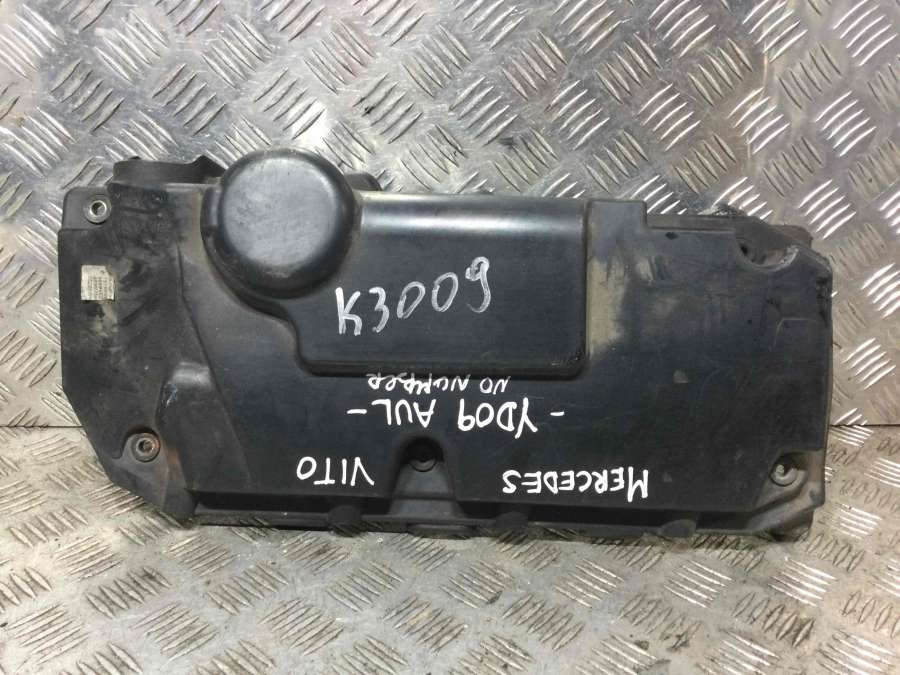 K3009
MERCEDES VITO
- YD09 AUL -
NO NUMBER